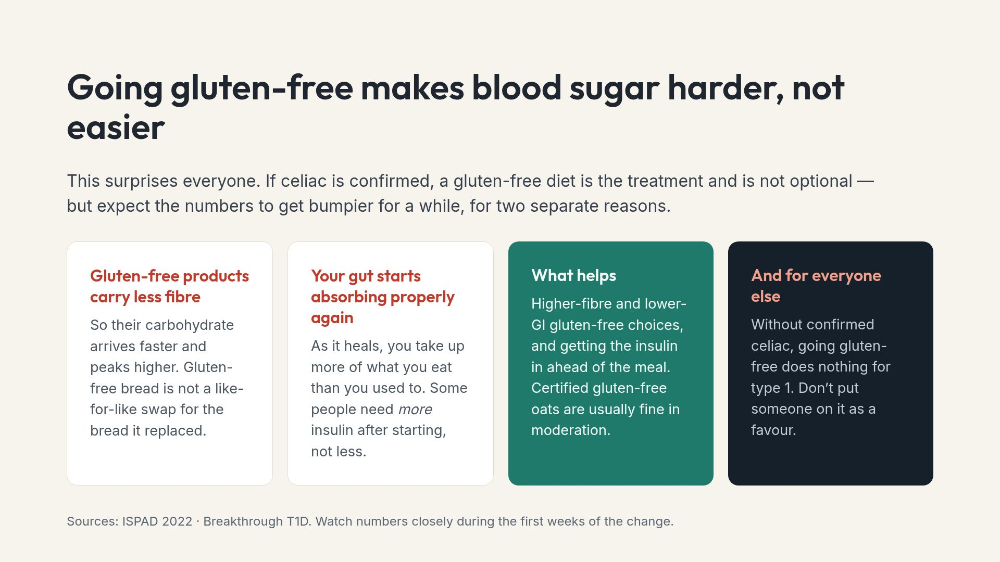 Going gluten-free makes blood sugar harder, not
easier
This surprises everyone. If celiac is confirmed, a gluten-free diet is the treatment and is not optional —
but expect the numbers to get bumpier for a while, for two separate reasons.
Gluten-free products
carry less fibre
So their carbohydrate
arrives faster and
peaks higher. Gluten-
free bread is not a like-
for-like swap for the
bread it replaced.
Your gut starts
absorbing properly
again
As it heals, you take up
more of what you eat
than you used to. Some
people need more
insulin after starting,
not less.
What helps
Higher-fibre and lower-
GI gluten-free choices,
and getting the insulin
in ahead of the meal.
Certified gluten-free
oats are usually fine in
moderation.
And for everyone
else
Without confirmed
celiac, going gluten-
free does nothing for
type 1. Don’t put
someone on it as a
favour.
Sources: ISPAD 2022 · Breakthrough T1D. Watch numbers closely during the first weeks of the change.